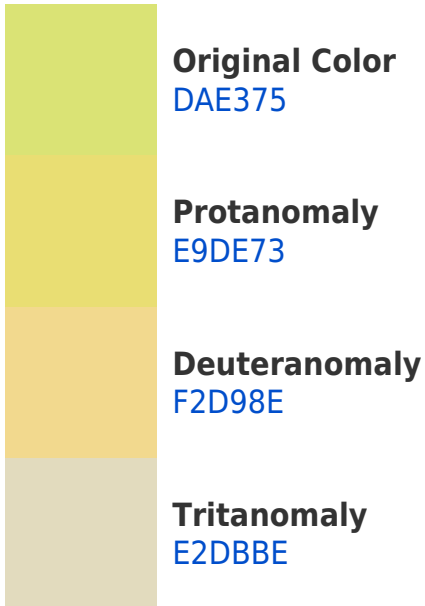 Original Color
DAE375
Protanomaly
E9DE73
Deuteranomaly
F2D98E
Tritanomaly
E2DBBE